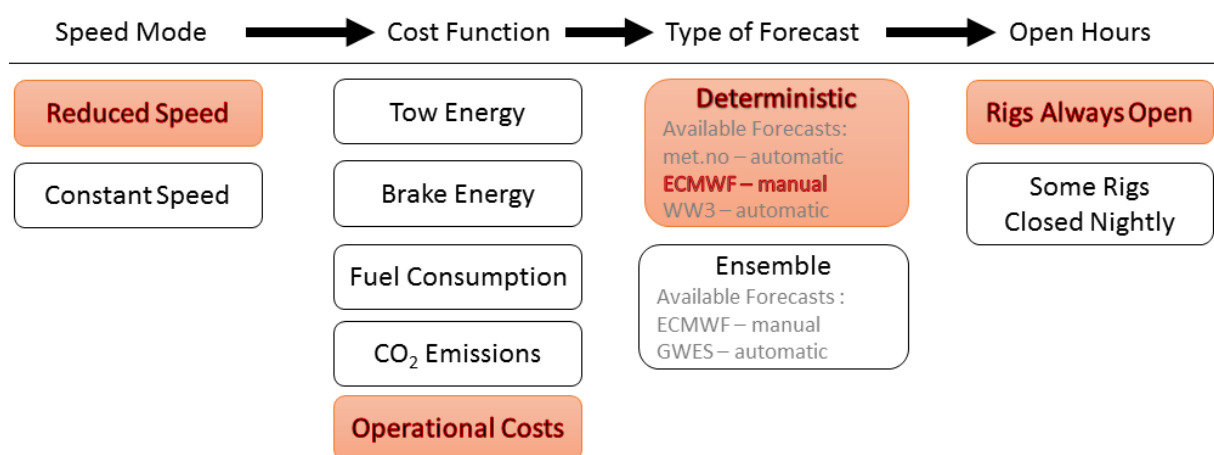 Speed Mode
Cost Function
Type of Forecast
Open Hours
Reduced Speed
Constant Speed
Tow Energy
Brake Energy
Fuel Consumption
CO₂ Emissions
Operational Costs
Deterministic
Available Forecasts:
met.no – automatic
ECMWF – manual
WW3 – automatic
Ensemble
Available Forecasts :
ECMWF – manual
GWES – automatic
Rigs Always Open
Some Rigs
Closed Nightly